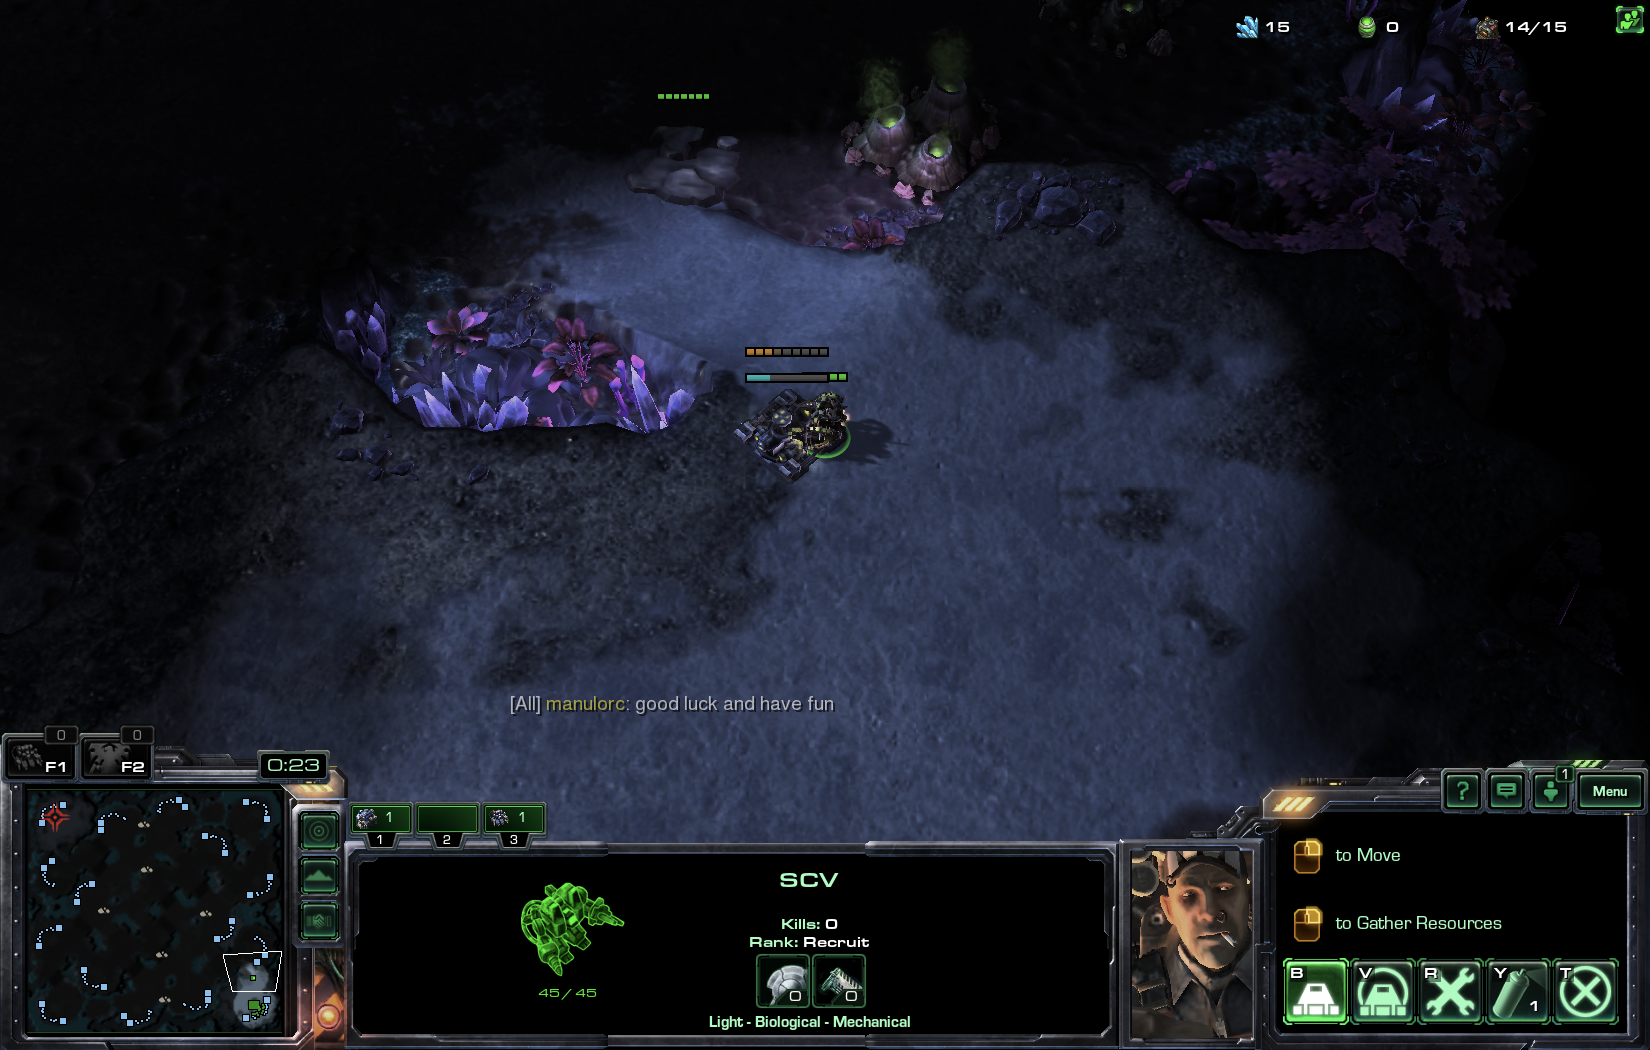 15
0
14/15
[All] manulorc: good luck and have fun
0
0
F1
F2
0:23
1
1
1
2
3
1
Menu
SCV
to Move
Kills: 0
to Gather Resources
Rank: Recruit
B
V
R
Y
T
0
0
1
45/45
Light - Biological - Mechanical